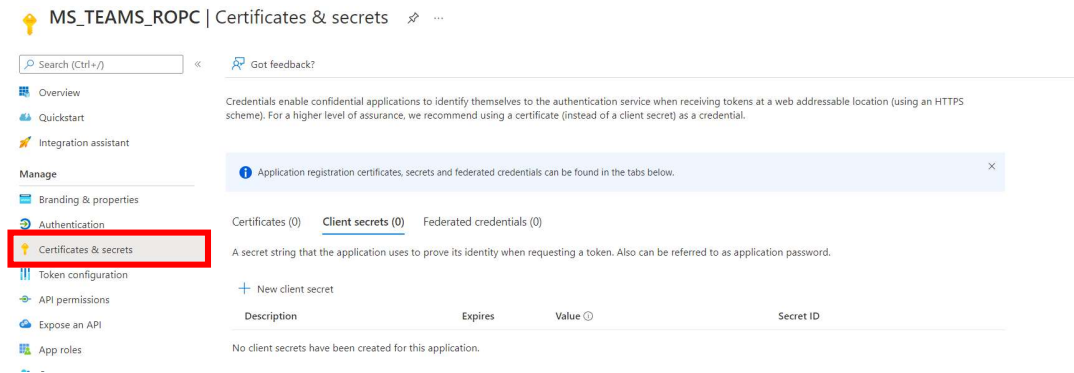 MS_TEAMS_ROPC | Certificates & secrets
Search (Ctrl+/)
Got feedback?
Overview
Quickstart
Integration assistant
Manage
Branding & properties
Authentication
Certificates & secrets
Token configuration
API permissions
Expose an API
App roles
Credentials enable confidential applications to identify themselves to the authentication service when receiving tokens at a web addressable location (using an HTTPS
scheme). For a higher level of assurance, we recommend using a certificate (instead of a client secret) as a credential.
Application registration certificates, secrets and federated credentials can be found in the tabs below.
Certificates (0) Client secrets (0) Federated credentials (0)
A secret string that the application uses to prove its identity when requesting a token. Also can be referred to as application password.
New client secret
Description Expires Value Secret ID
No client secrets have been created for this application.